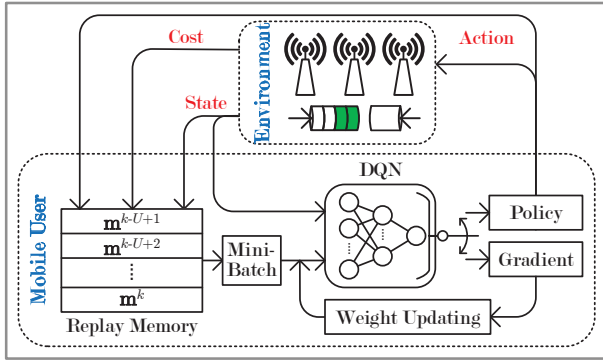 Cost
Action
State
Environment
DQN
Mobile User
m^{k-U+1}
m^{k-U+2}
m^{k}
Mini-
Batch
Policy
Gradient
Replay Memory
Weight Updating